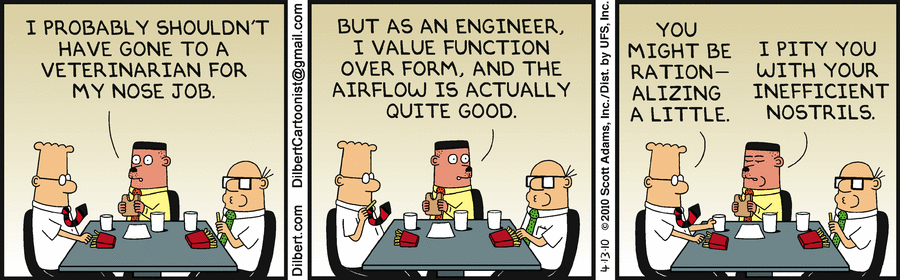 I PROBABLY SHOULDN'T
HAVE GONE TO A
VETERINARIAN FOR
MY NOSE JOB.
Dilbert.com DilbertCartoonist@gmail.com
BUT AS AN ENGINEER,
I VALUE FUNCTION
OVER FORM, AND THE
AIRFLOW IS ACTUALLY
QUITE GOOD.
4-13-10 ©2010 Scott Adams, Inc./Dist. by UFS, Inc.
YOU
MIGHT BE
RATION-
ALIZING
A LITTLE.
I PITY YOU
WITH YOUR
INEFFICIENT
NOSTRILS.